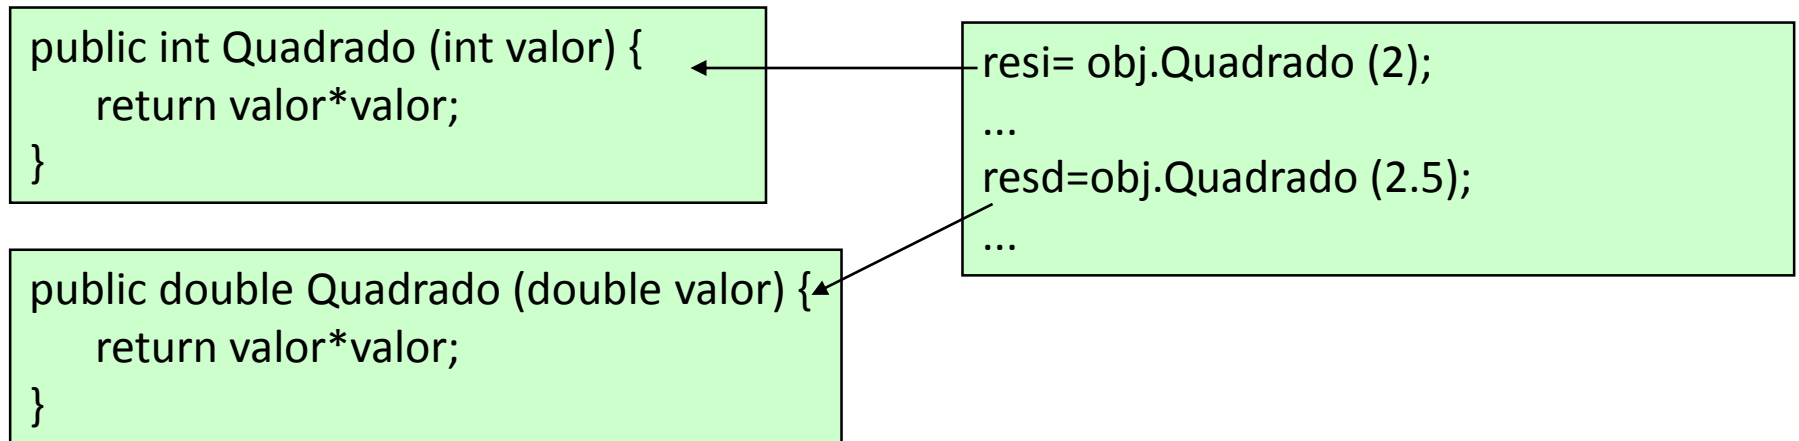 public int Quadrado (int valor) {
return valor*valor;
}
resi= obj.Quadrado (2);
...
resd=obj.Quadrado (2.5);
...
public double Quadrado (double valor) {
return valor*valor;
}